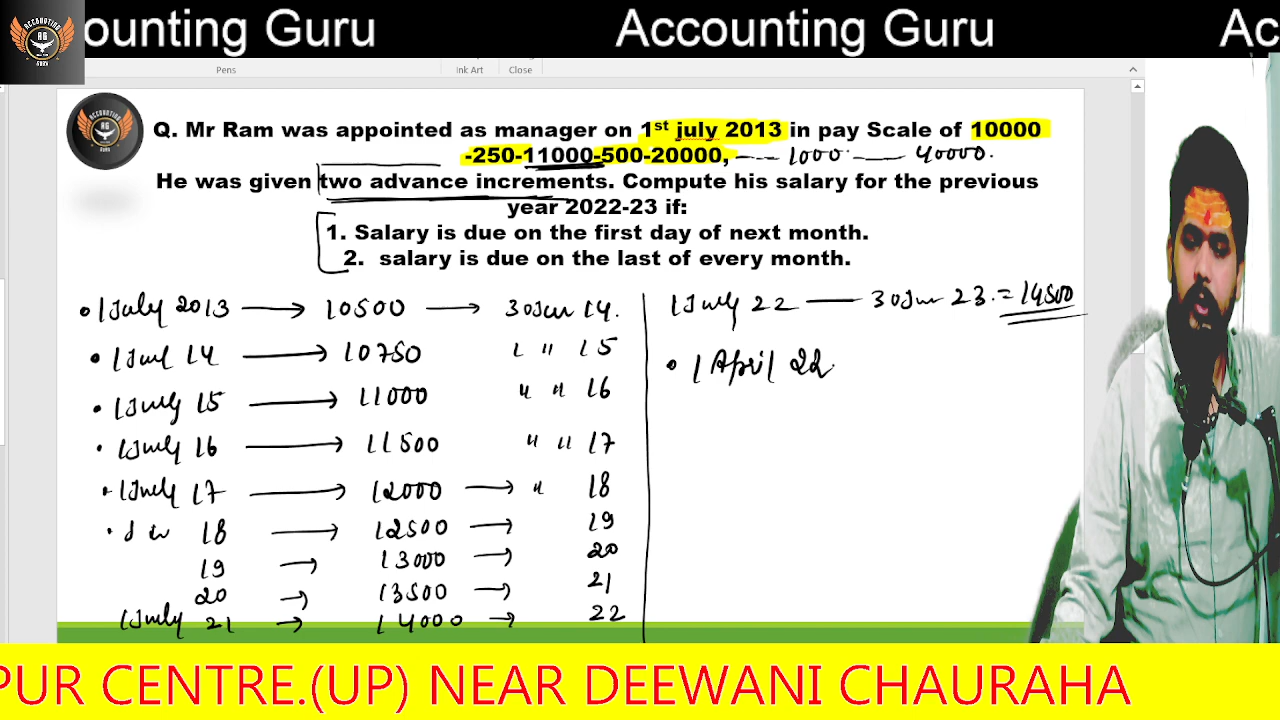 ounting Guru Accounting Guru Ac
ACCOUNTING
AG
GURU
Pens Ink Art Close
Q. Mr Ram was appointed as manager on 1st july 2013 in pay Scale of 10000
-250-11000-500-20000, --- 1000 — 40000.
He was given two advance increments. Compute his salary for the previous
year 2022-23 if:
1. Salary is due on the first day of next month.
2. salary is due on the last of every month.
1 July 2013 → 10500 → 30 Jun 14.
1 Jul 14 → 10750 " 15
1 July 15 → 11000 " " 16
1 July 16 → 11500 " " 17
1 July 17 → 12000 → " 18
18 → 12500 → 19
19 → 13000 → 20
20 → 13500 → 21
1 July 21 → 14000 → 22
1 July 22 — 30 Jun 23. = 14500
1 April 22
PUR CENTRE.(UP) NEAR DEEWANI CHAURAHA